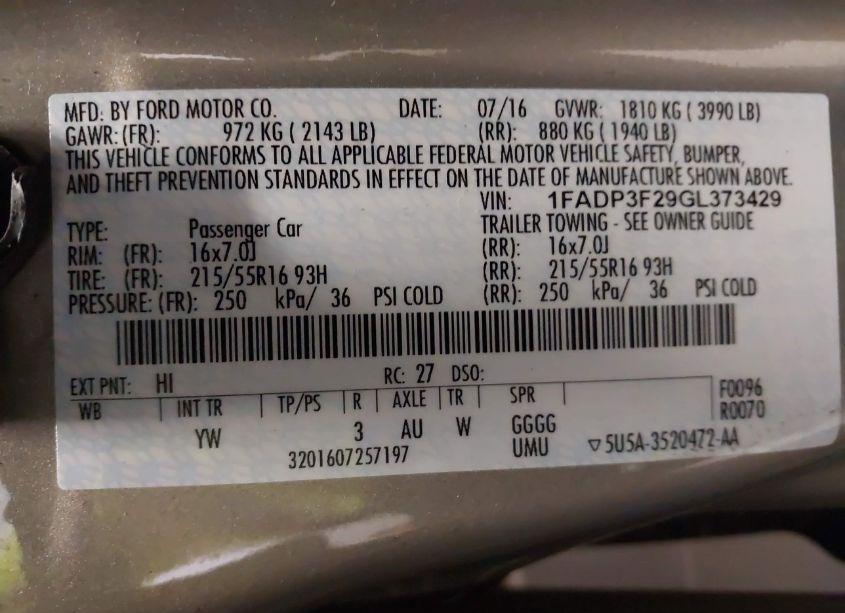 MFD: BY FORD MOTOR CO. DATE: 07/16 GVWR: 1810 KG ( 3990 LB)
GAWR: (FR): 972 KG ( 2143 LB) (RR): 880 KG ( 1940 LB)
THIS VEHICLE CONFORMS TO ALL APPLICABLE FEDERAL MOTOR VEHICLE SAFETY, BUMPER,
AND THEFT PREVENTION STANDARDS IN EFFECT ON THE DATE OF MANUFACTURE SHOWN ABOVE.
VIN: 1FADP3F29GL373429
TYPE: Passenger Car TRAILER TOWING - SEE OWNER GUIDE
RIM: (FR): 16x7.0J (RR): 16x7.0J
TIRE: (FR): 215/55R16 93H (RR): 215/55R16 93H
PRESSURE: (FR): 250 kPa/ 36 PSI COLD (RR): 250 kPa/ 36 PSI COLD
EXT PNT: HI RC: 27 DSO:
WB INT TR TP/PS R AXLE TR SPR F0096
R0070
YW 3 AU W GGGG
3201607257197 UMU ▽5U5A-3520472-AA